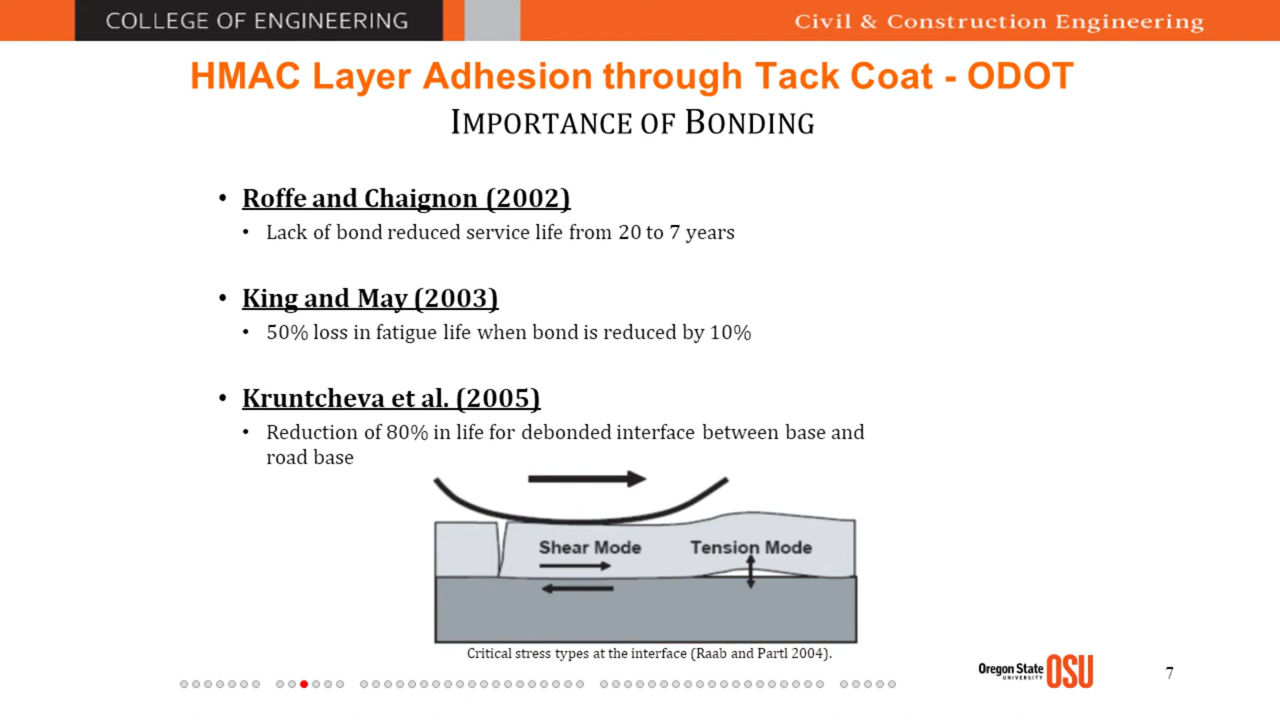 COLLEGE OF ENGINEERING
Civil & Construction Engineering
HMAC Layer Adhesion through Tack Coat - ODOT
IMPORTANCE OF BONDING
• Roffe and Chaignon (2002)
• Lack of bond reduced service life from 20 to 7 years
• King and May (2003)
• 50% loss in fatigue life when bond is reduced by 10%
• Kruntcheva et al. (2005)
• Reduction of 80% in life for debonded interface between base and
road base
Shear Mode
Tension Mode
Critical stress types at the interface (Raab and Partl 2004).
Oregon State
UNIVERSITY
OSU
7